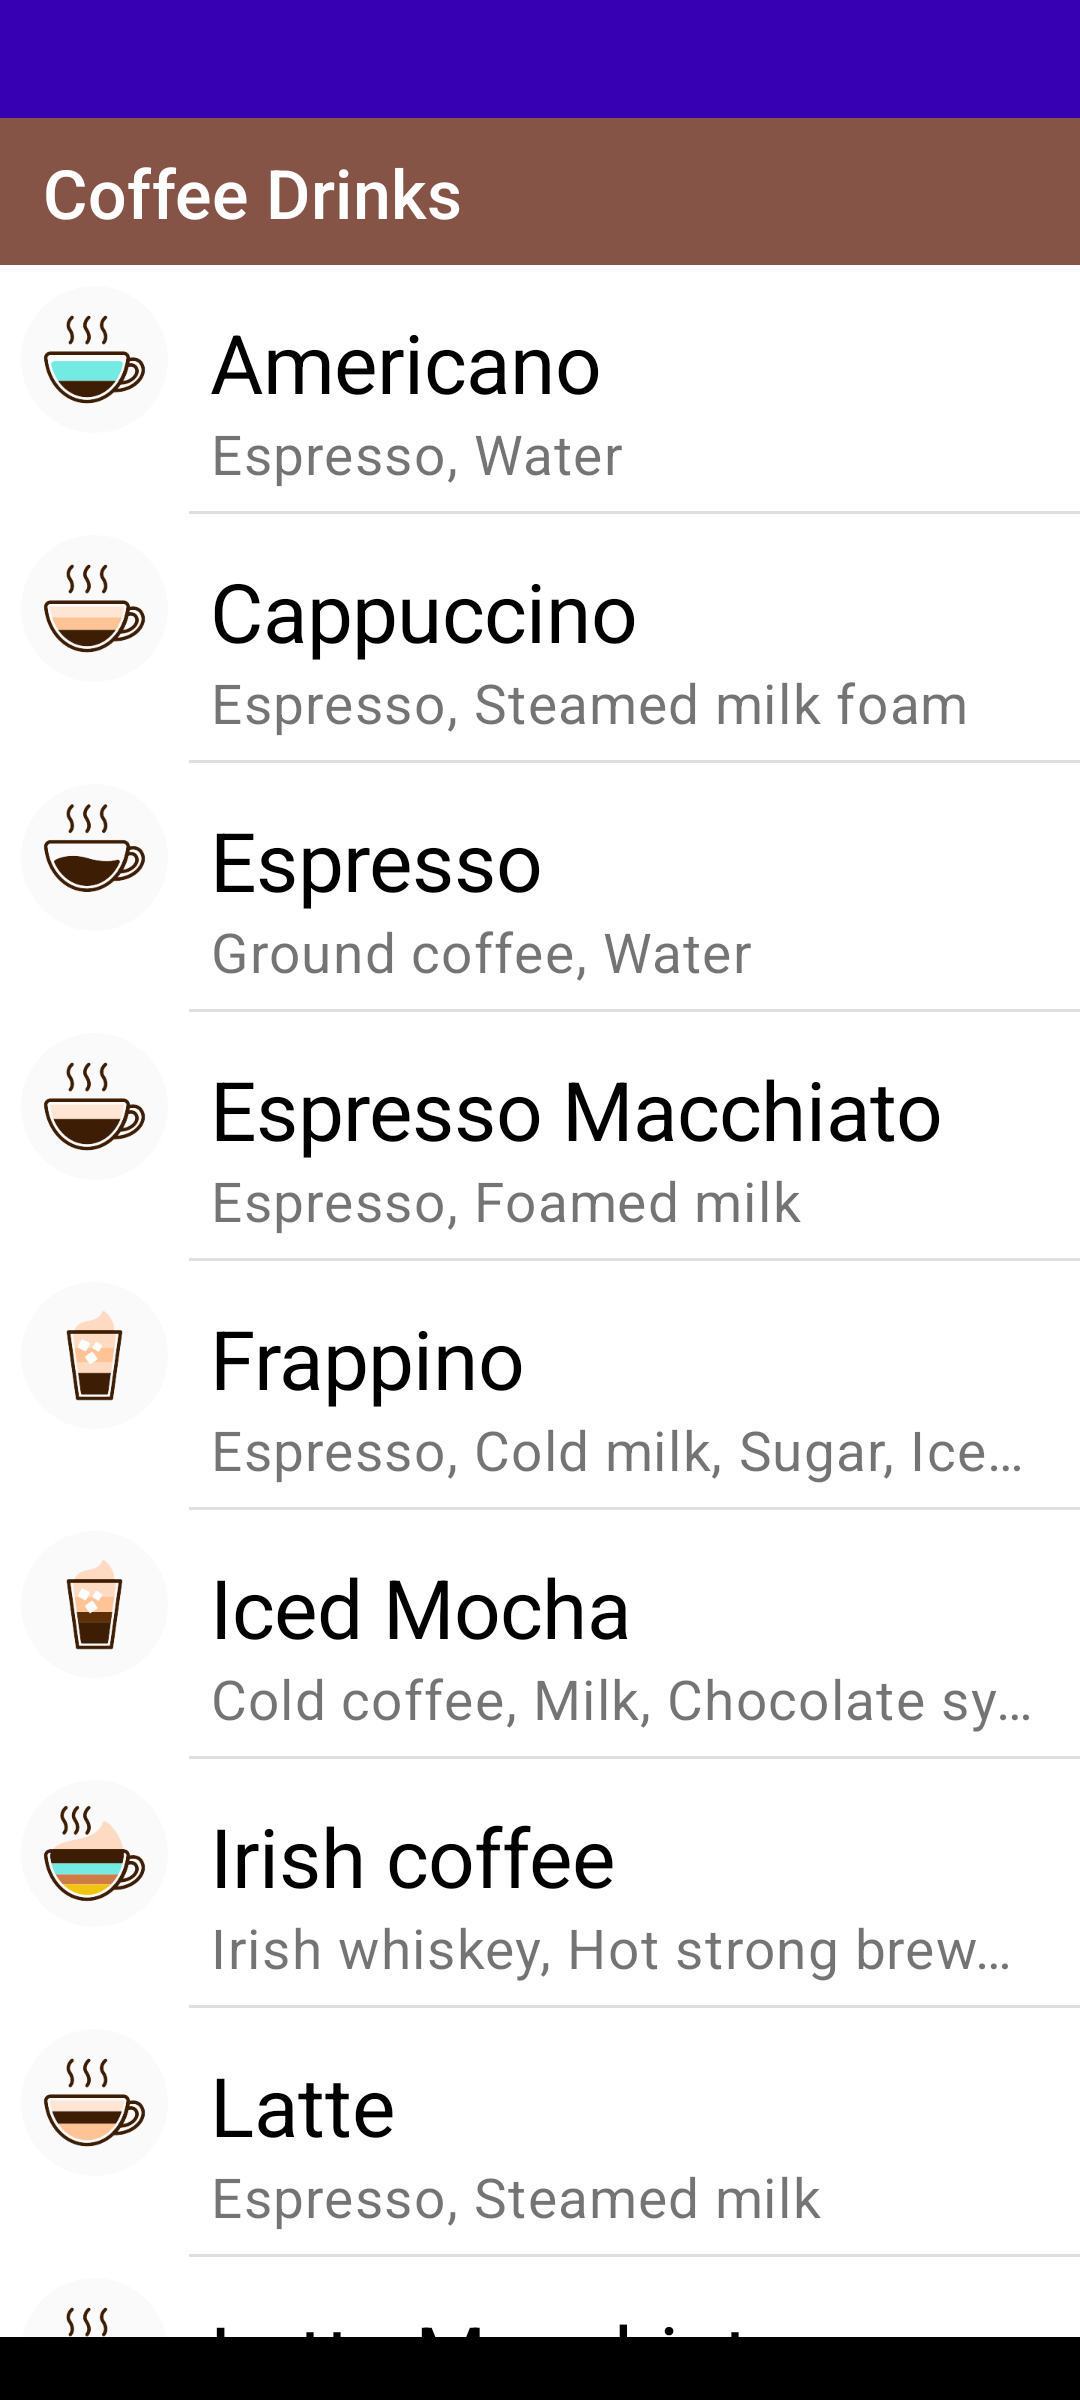 Coffee Drinks
Americano
Espresso, Water
Cappuccino
Espresso, Steamed milk foam
Espresso
Ground coffee, Water
Espresso Macchiato
Espresso, Foamed milk
Frappino
Espresso, Cold milk, Sugar, Ice...
Iced Mocha
Cold coffee, Milk, Chocolate sy...
Irish coffee
Irish whiskey, Hot strong brew...
Latte
Espresso, Steamed milk